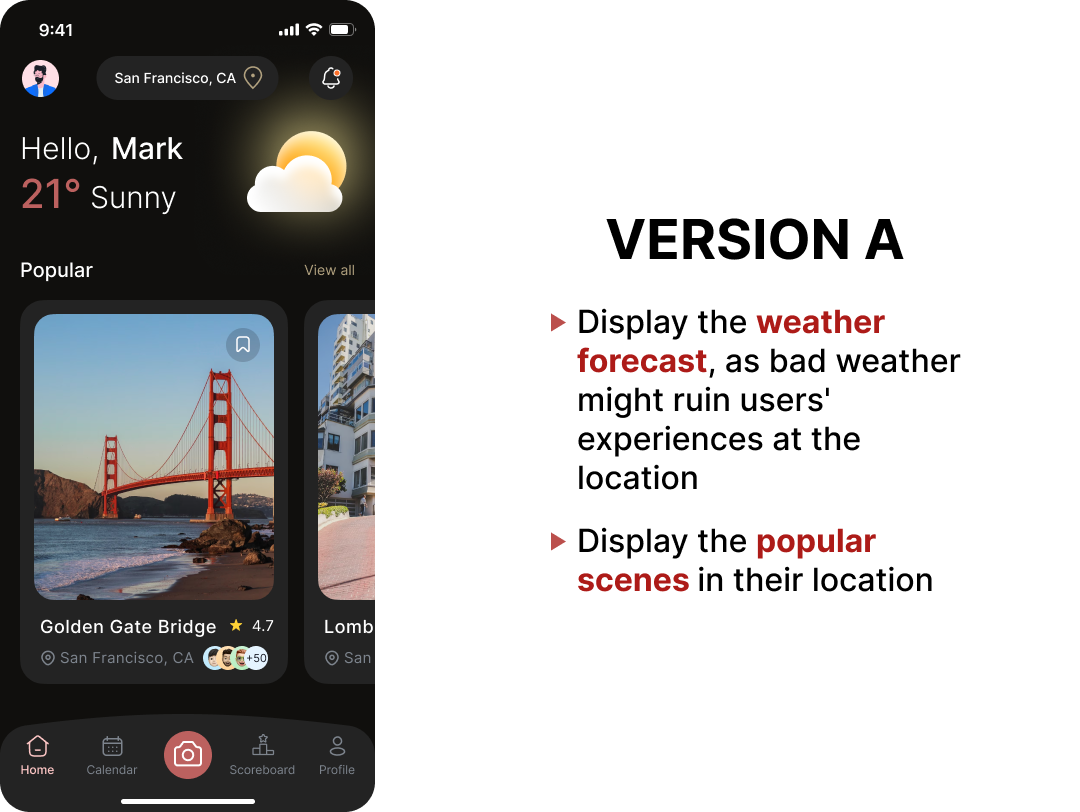 9:41
San Francisco, CA
Hello, Mark
21° Sunny
Popular
View all
Golden Gate Bridge 4.7
San Francisco, CA +50
Lomb
San
Home
Calendar
Scoreboard
Profile
VERSION A
Display the weather
forecast, as bad weather
might ruin users'
experiences at the
location
Display the popular
scenes in their location